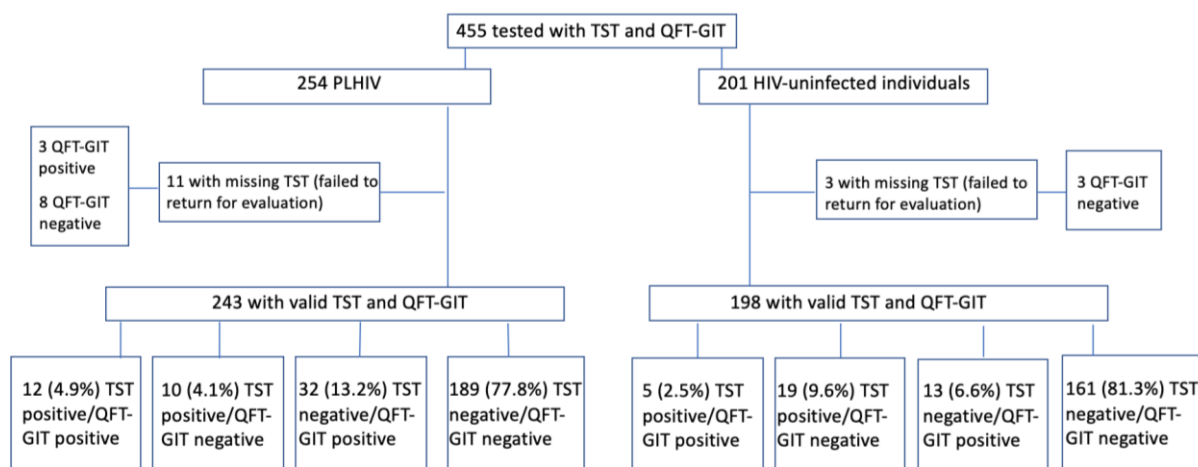 455 tested with TST and QFT-GIT
254 PLHIV
201 HIV-uninfected individuals
3 QFT-GIT
positive
8 QFT-GIT
negative
11 with missing TST (failed to
return for evaluation)
3 with missing TST (failed to
return for evaluation)
3 QFT-GIT
negative
243 with valid TST and QFT-GIT
198 with valid TST and QFT-GIT
12 (4.9%) TST
positive/QFT-
GIT positive
10 (4.1%) TST
positive/QFT-
GIT negative
32 (13.2%) TST
negative/QFT-
GIT positive
189 (77.8%) TST
negative/QFT-
GIT negative
5 (2.5%) TST
positive/QFT-
GIT positive
19 (9.6%) TST
positive/QFT-
GIT negative
13 (6.6%) TST
negative/QFT-
GIT positive
161 (81.3%) TST
negative/QFT-
GIT negative